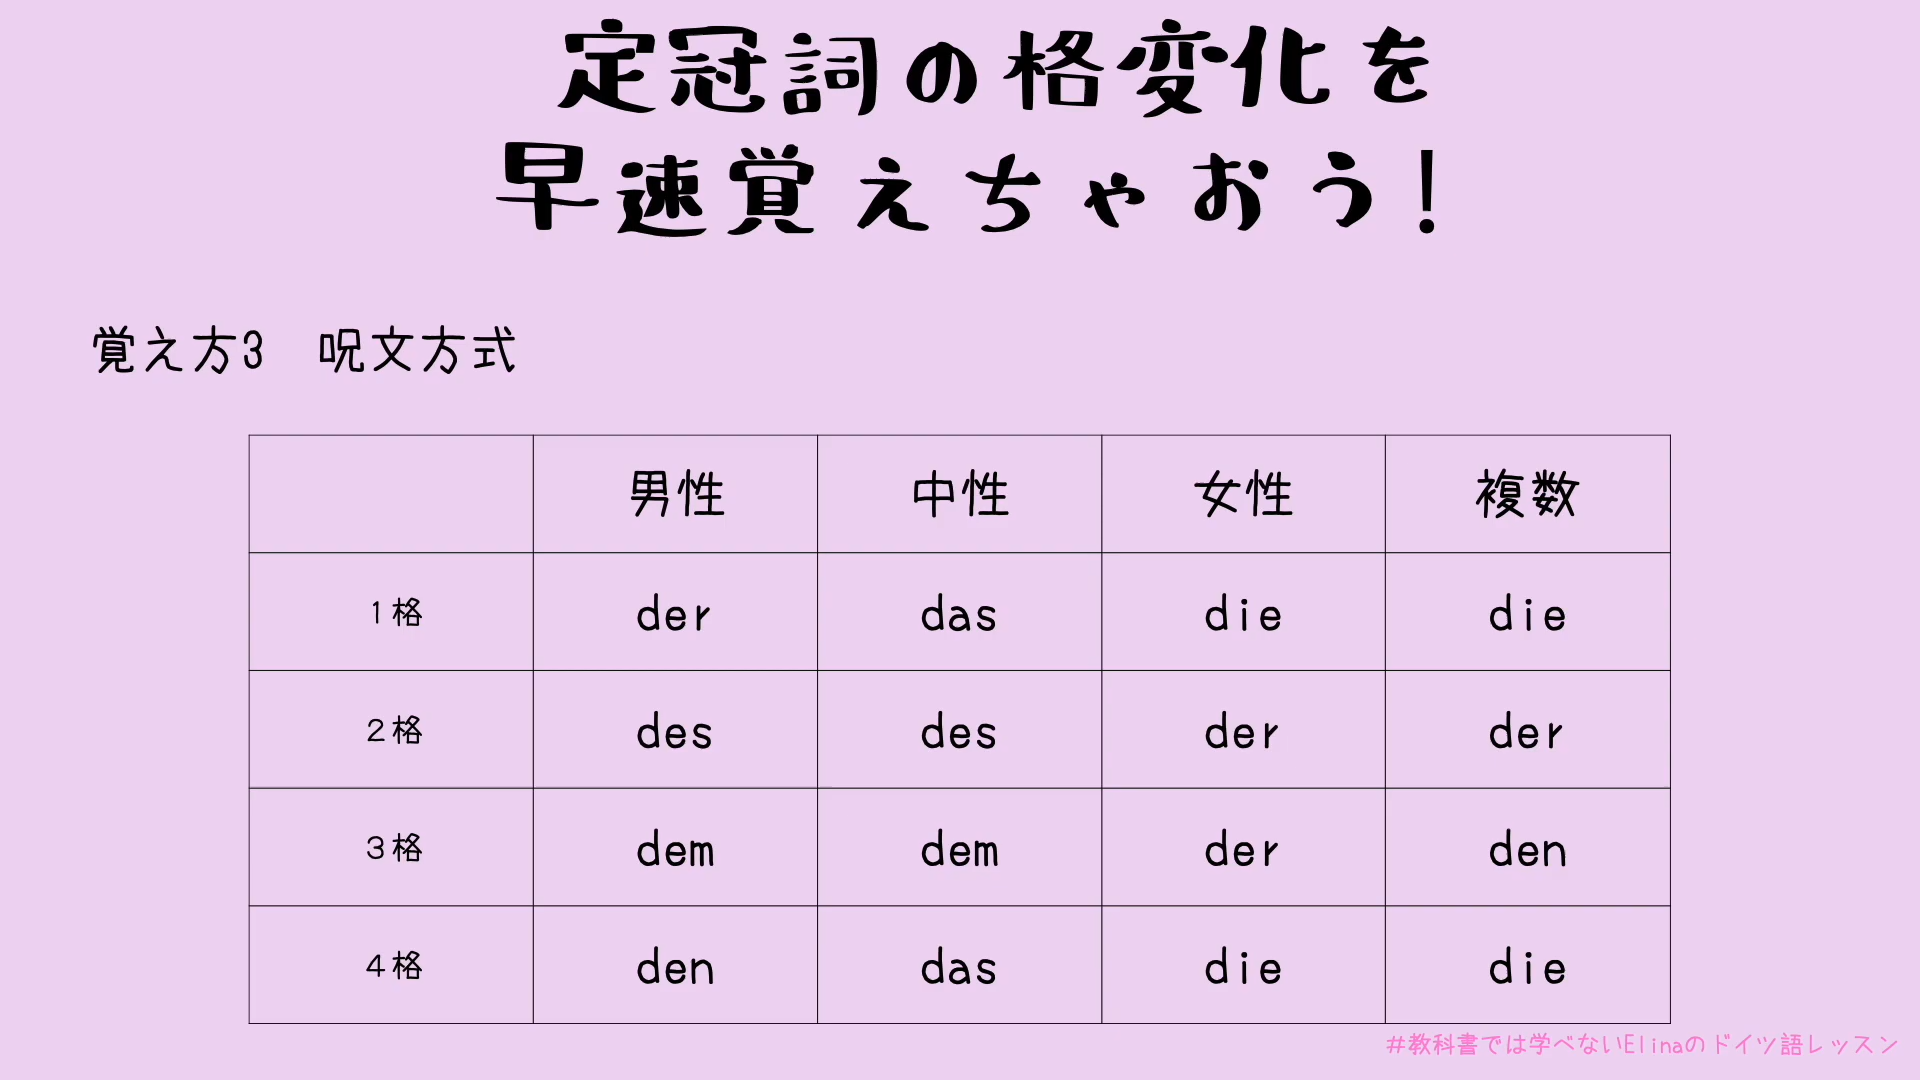 定冠詞の格変化を
早速覚えちゃおう!
覚え方3　呪文方式
男性 中性 女性 複数
1格 der das die die
2格 des des der der
3格 dem dem der den
4格 den das die die
#教科書では学べないElinaのドイツ語レッスン